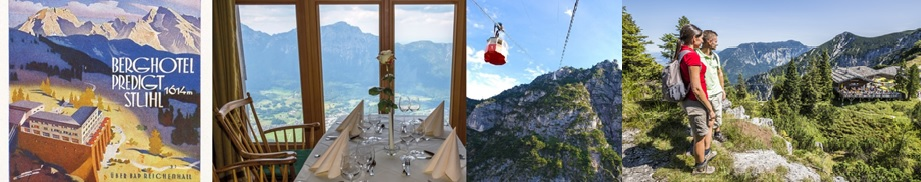 BERGHOTEL
PREDIGT
STUHL 1614m
ÜBER BAD REICHENHALL